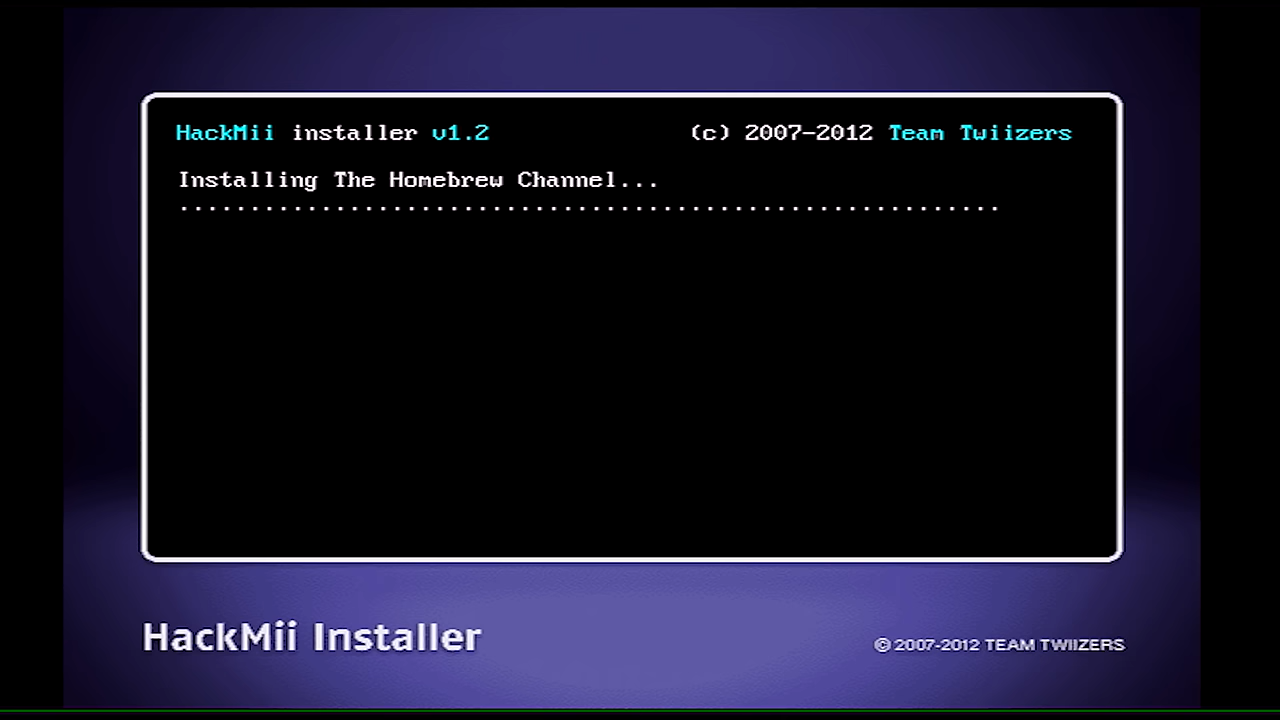 HackMii installer v1.2 (c) 2007-2012 Team Twiizers
Installing The Homebrew Channel...
..........................................................
HackMii Installer
© 2007-2012 TEAM TWIIZERS